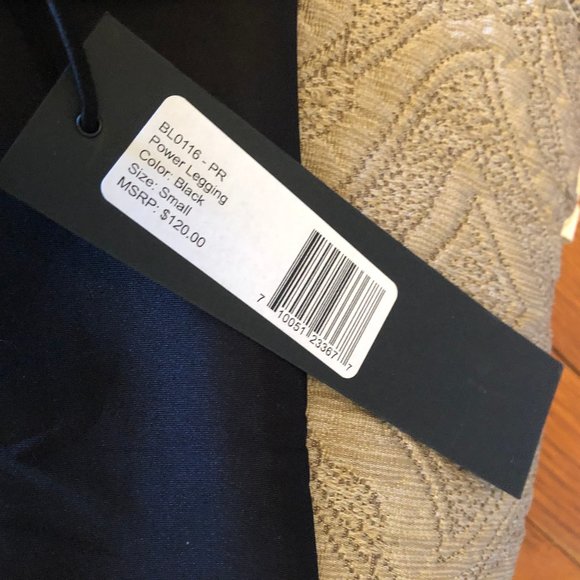 BL0116 - PR
Power Legging
Color: Black
Size: Small
MSRP: $120.00
7 10051 23367 7